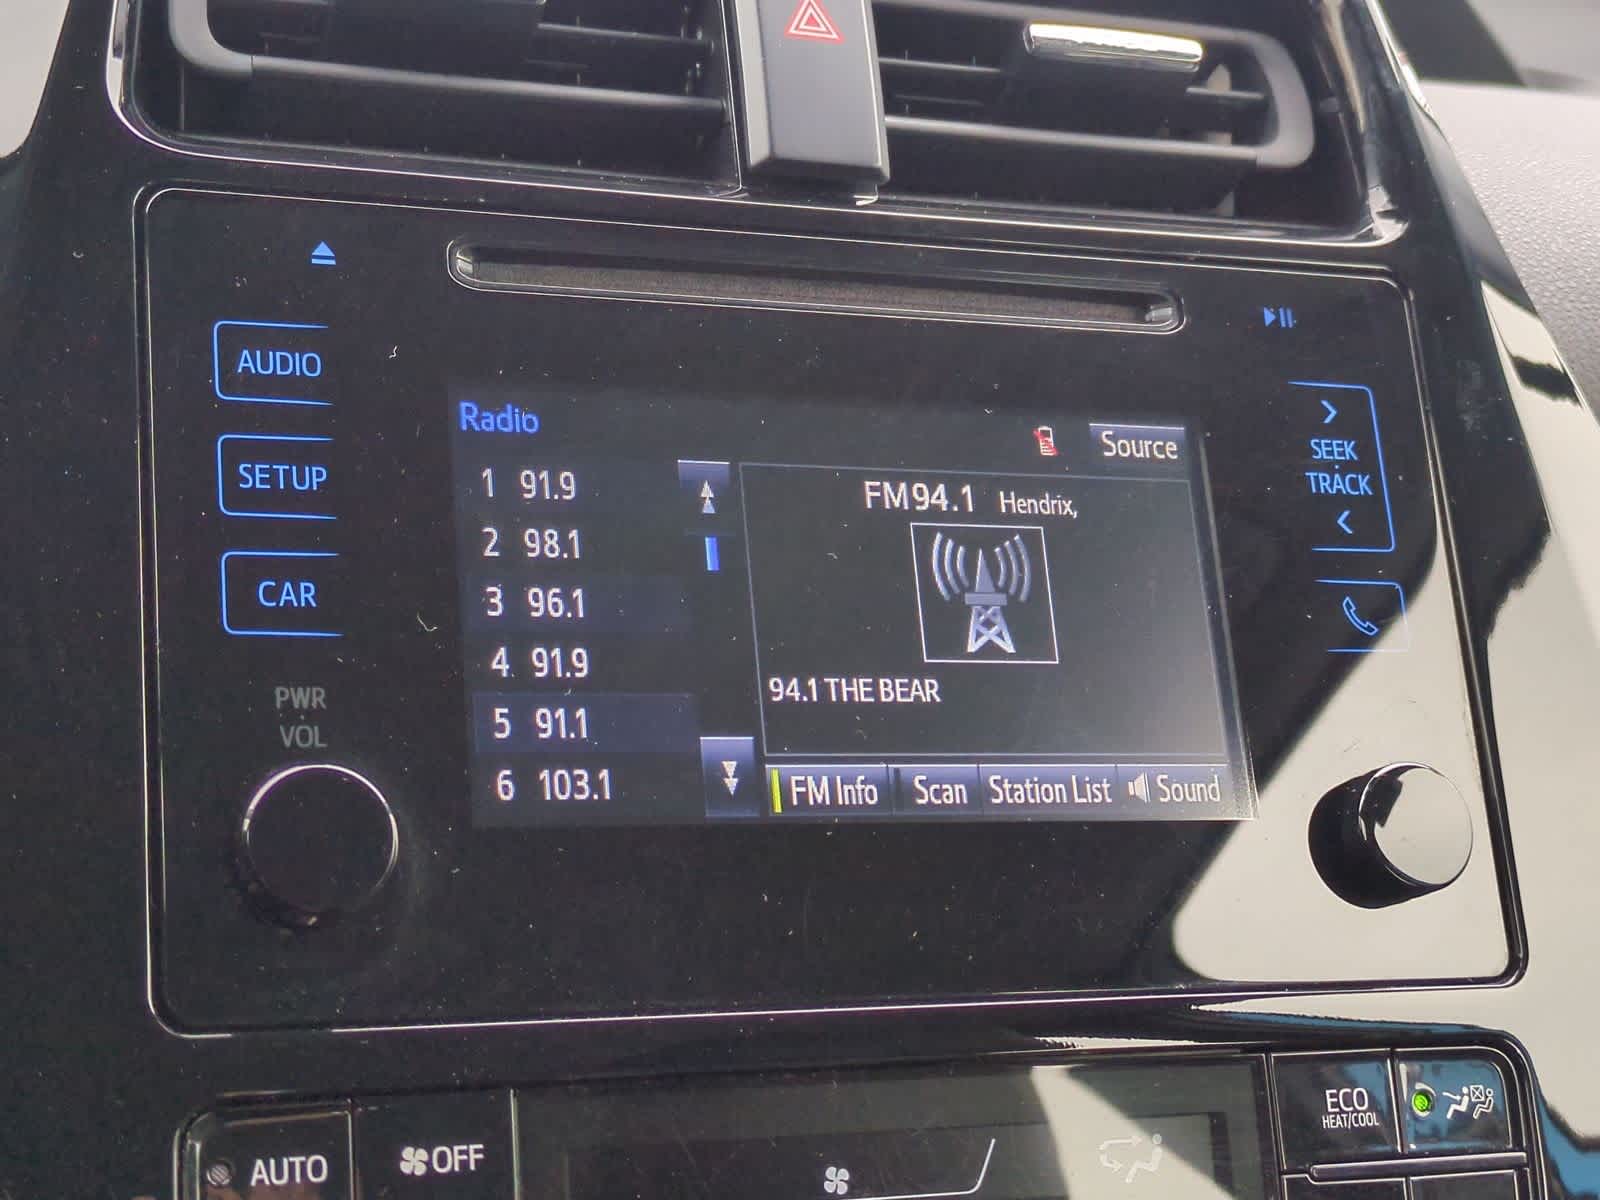 AUDIO
SETUP
CAR
PWR
VOL
Radio
1 91.9
2 98.1
3 96.1
4 91.9
5 91.1
6 103.1
Source
FM94.1 Hendrix,
94.1 THE BEAR
FM Info
Scan
Station List
Sound
SEEK
TRACK
AUTO
OFF
ECO
HEAT/COOL